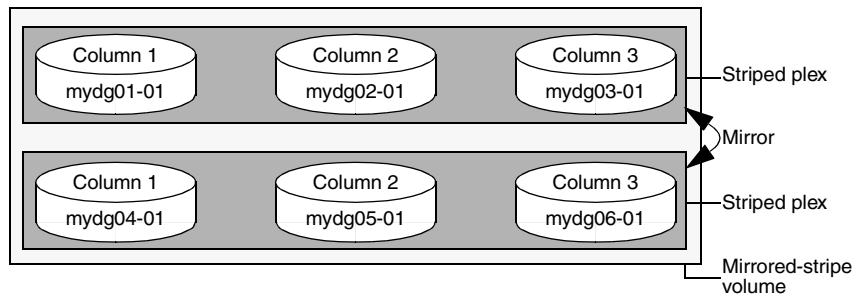 Column 1 Column 2 Column 3
Striped plex
mydg01-01 mydg02-01 mydg03-01
Mirror
Column 1 Column 2 Column 3
Striped plex
mydg04-01 mydg05-01 mydg06-01
Mirrored-stripe
volume